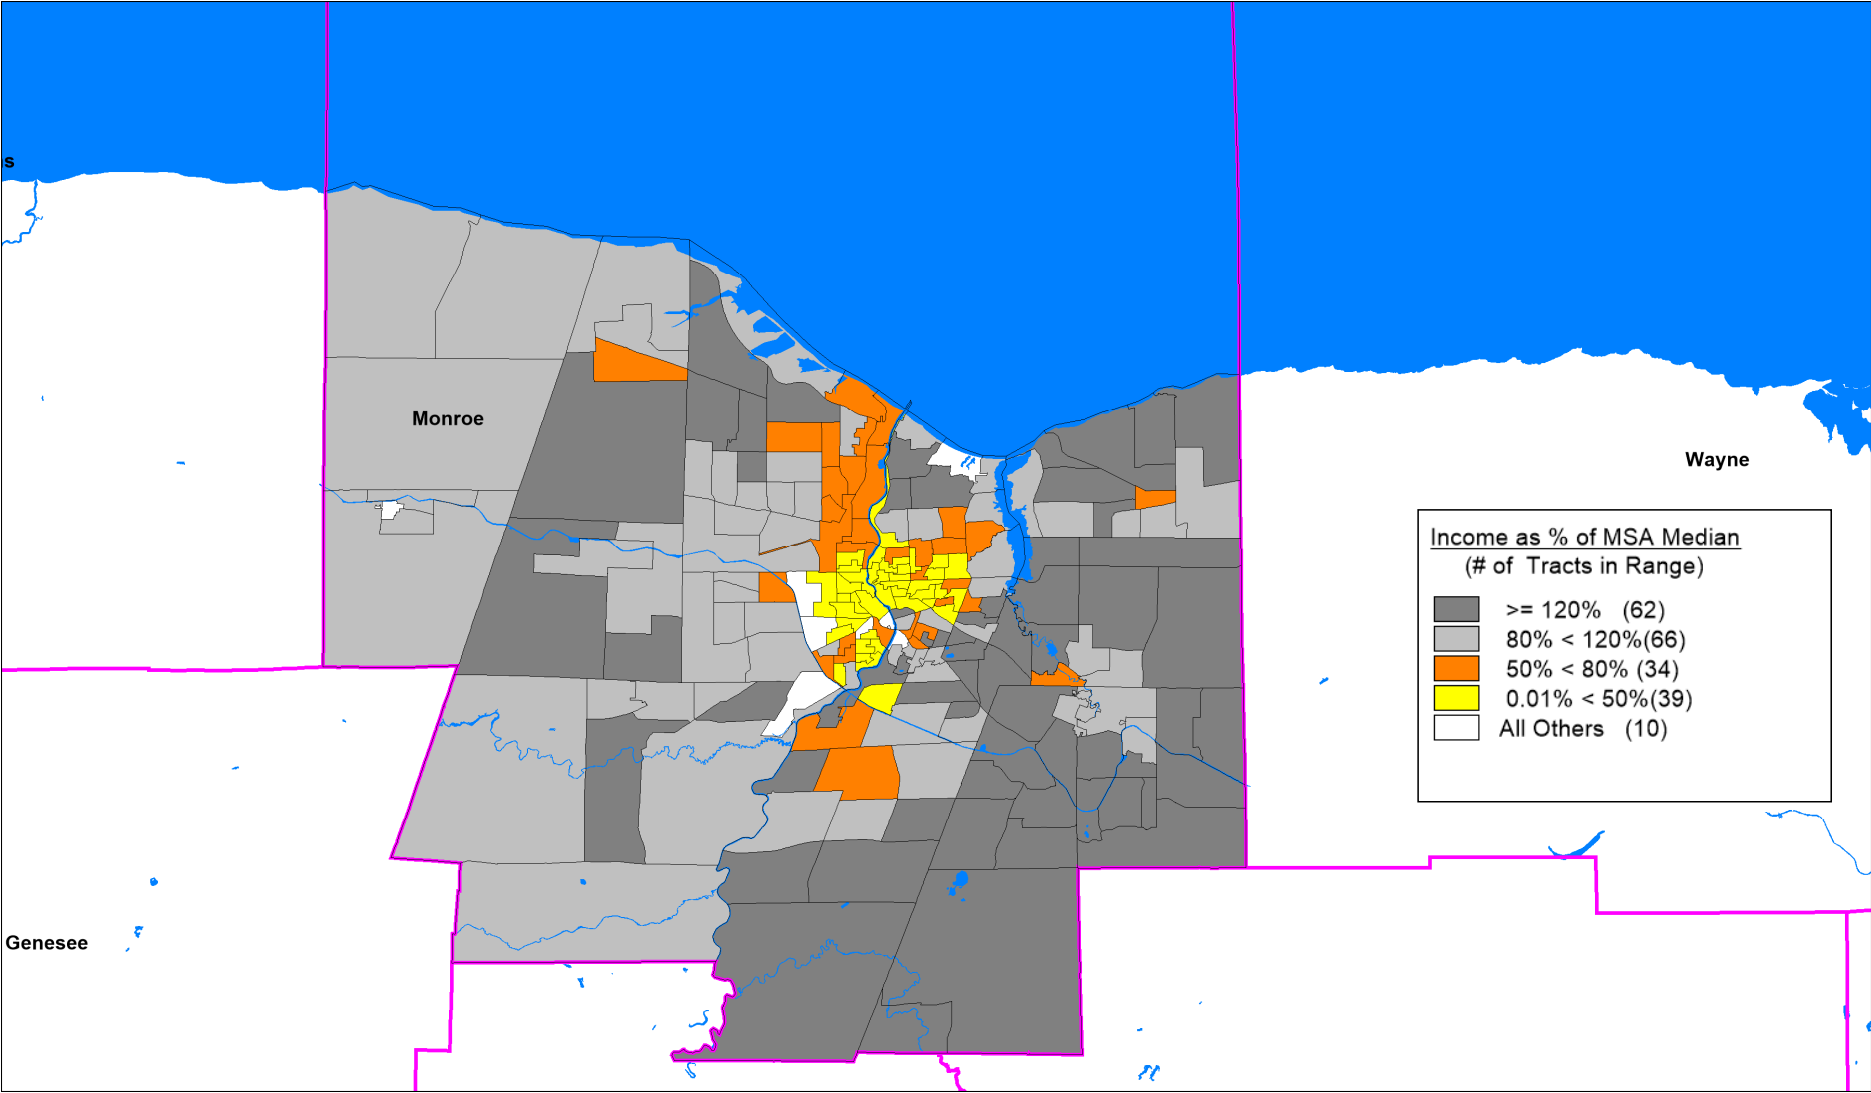 s
Monroe
Wayne
Income as % of MSA Median
(# of Tracts in Range)
>= 120% (62)
80% < 120%(66)
50% < 80% (34)
0.01% < 50%(39)
All Others (10)
Genesee